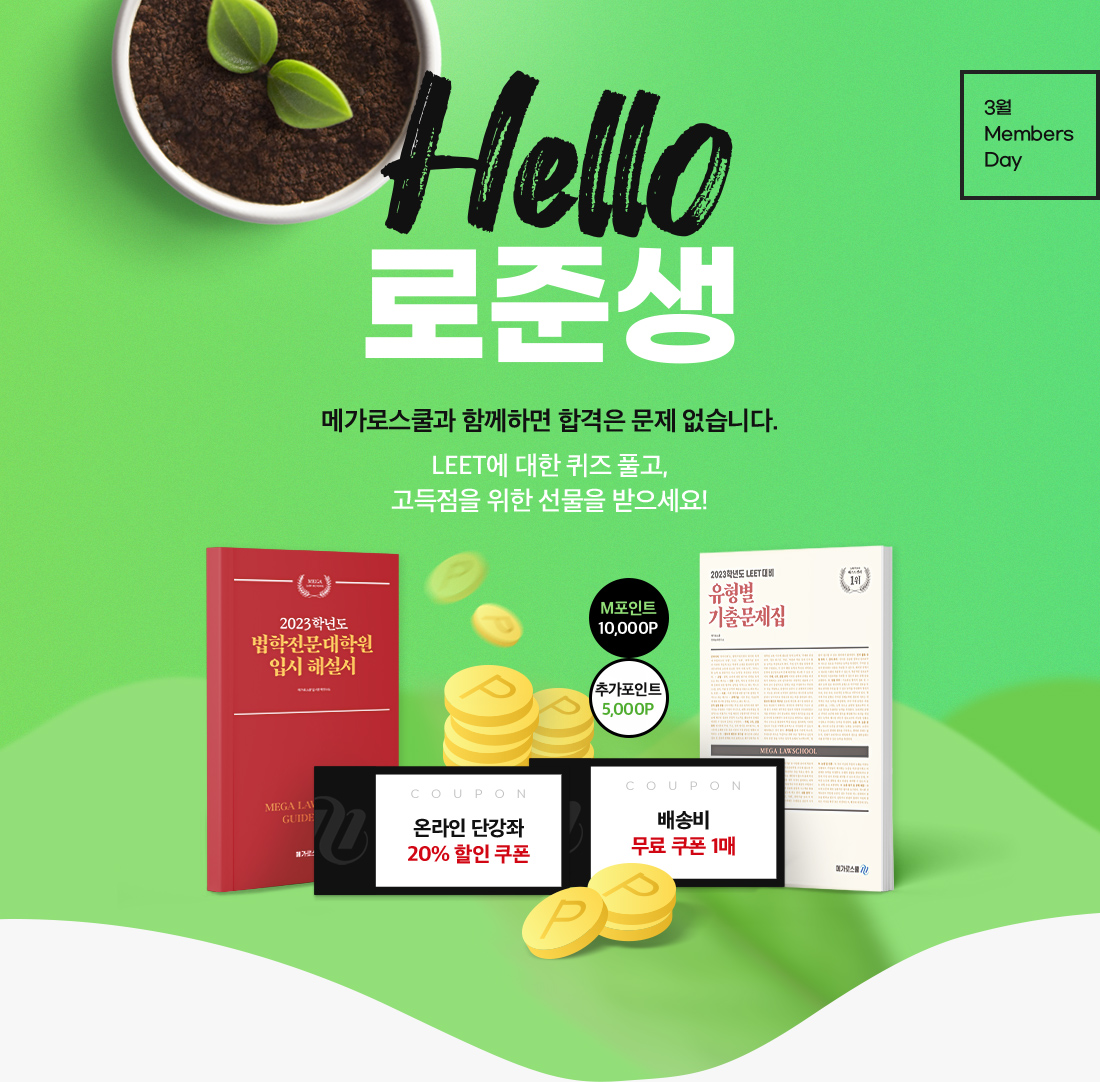 3월
Members
Day
Hello
로준생
메가로스쿨과 함께하면 합격은 문제 없습니다.
LEET에 대한 퀴즈 풀고,
고득점을 위한 선물을 받으세요!
MEGA
2023학년도
법학전문대학원
입시 해설서
MEGA LAW
GUIDE
메가로스
M포인트
10,000P
추가포인트
5,000P
2023학년도 LEET 대비
유형별
기출문제집
1위
MEGA LAWSCHOOL
메가로스쿨
COUPON
온라인 단강좌
20% 할인 쿠폰
COUPON
배송비
무료 쿠폰 1매
P
P
P
P
P
P